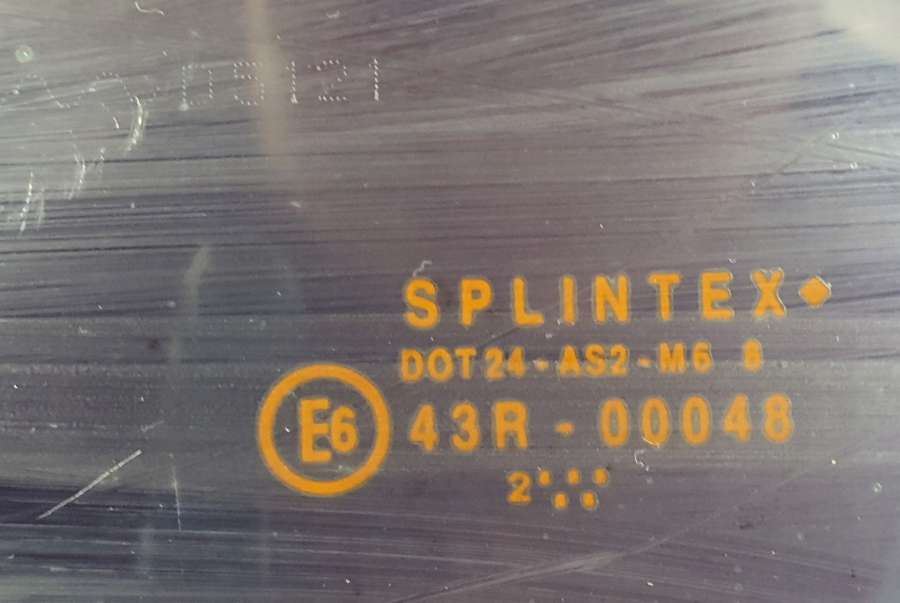 SPLINTEX
DOT 24-AS2-M6 8
E6
43R-00048
2